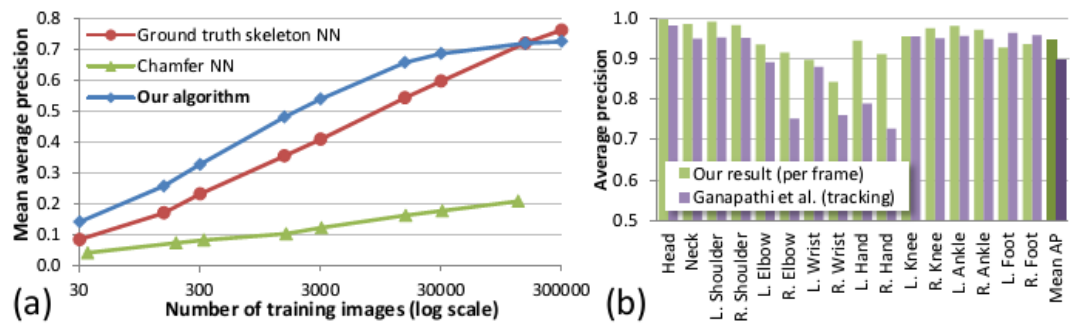 0.8
0.7
0.6
0.5
0.4
0.3
0.2
0.1
0.0
Mean average precision
Ground truth skeleton NN
Chamfer NN
Our algorithm
30
300
3000
30000
300000
Number of training images (log scale)
(a)
1.0
0.9
0.8
0.7
0.6
0.5
Average precision
Our result (per frame)
Ganapathi et al. (tracking)
Head
Neck
L. Shoulder
R. Shoulder
L. Elbow
R. Elbow
L. Wrist
R. Wrist
L. Hand
R. Hand
L. Knee
R. Knee
L. Ankle
R. Ankle
L. Foot
R. Foot
Mean AP
(b)